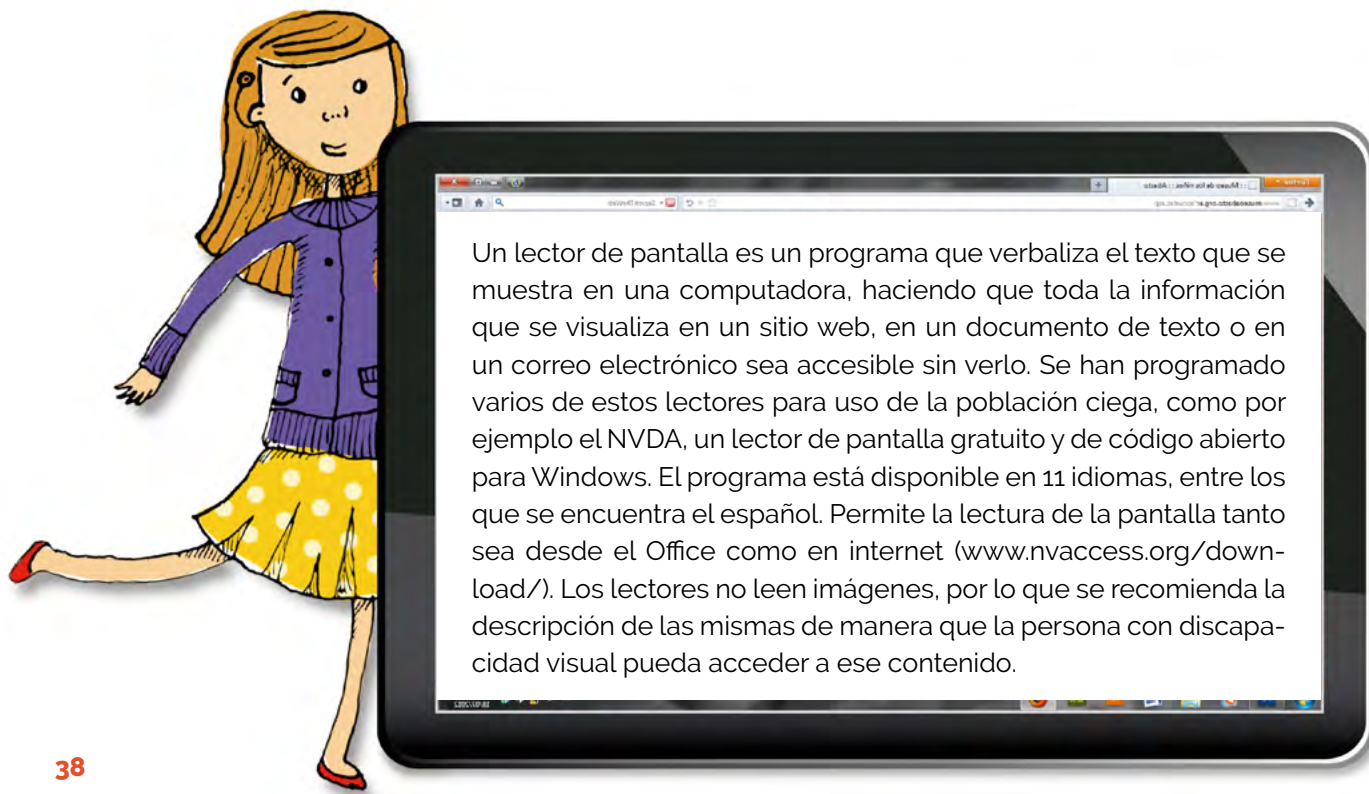 Un lector de pantalla es un programa que verbaliza el texto que se
muestra en una computadora, haciendo que toda la información
que se visualiza en un sitio web, en un documento de texto o en
un correo electrónico sea accesible sin verlo. Se han programado
varios de estos lectores para uso de la población ciega, como por
ejemplo el NVDA, un lector de pantalla gratuito y de código abierto
para Windows. El programa está disponible en 11 idiomas, entre los
que se encuentra el español. Permite la lectura de la pantalla tanto
sea desde el Office como en internet (www.nvaccess.org/down-
load/). Los lectores no leen imágenes, por lo que se recomienda la
descripción de las mismas de manera que la persona con discapa-
cidad visual pueda acceder a ese contenido.
38